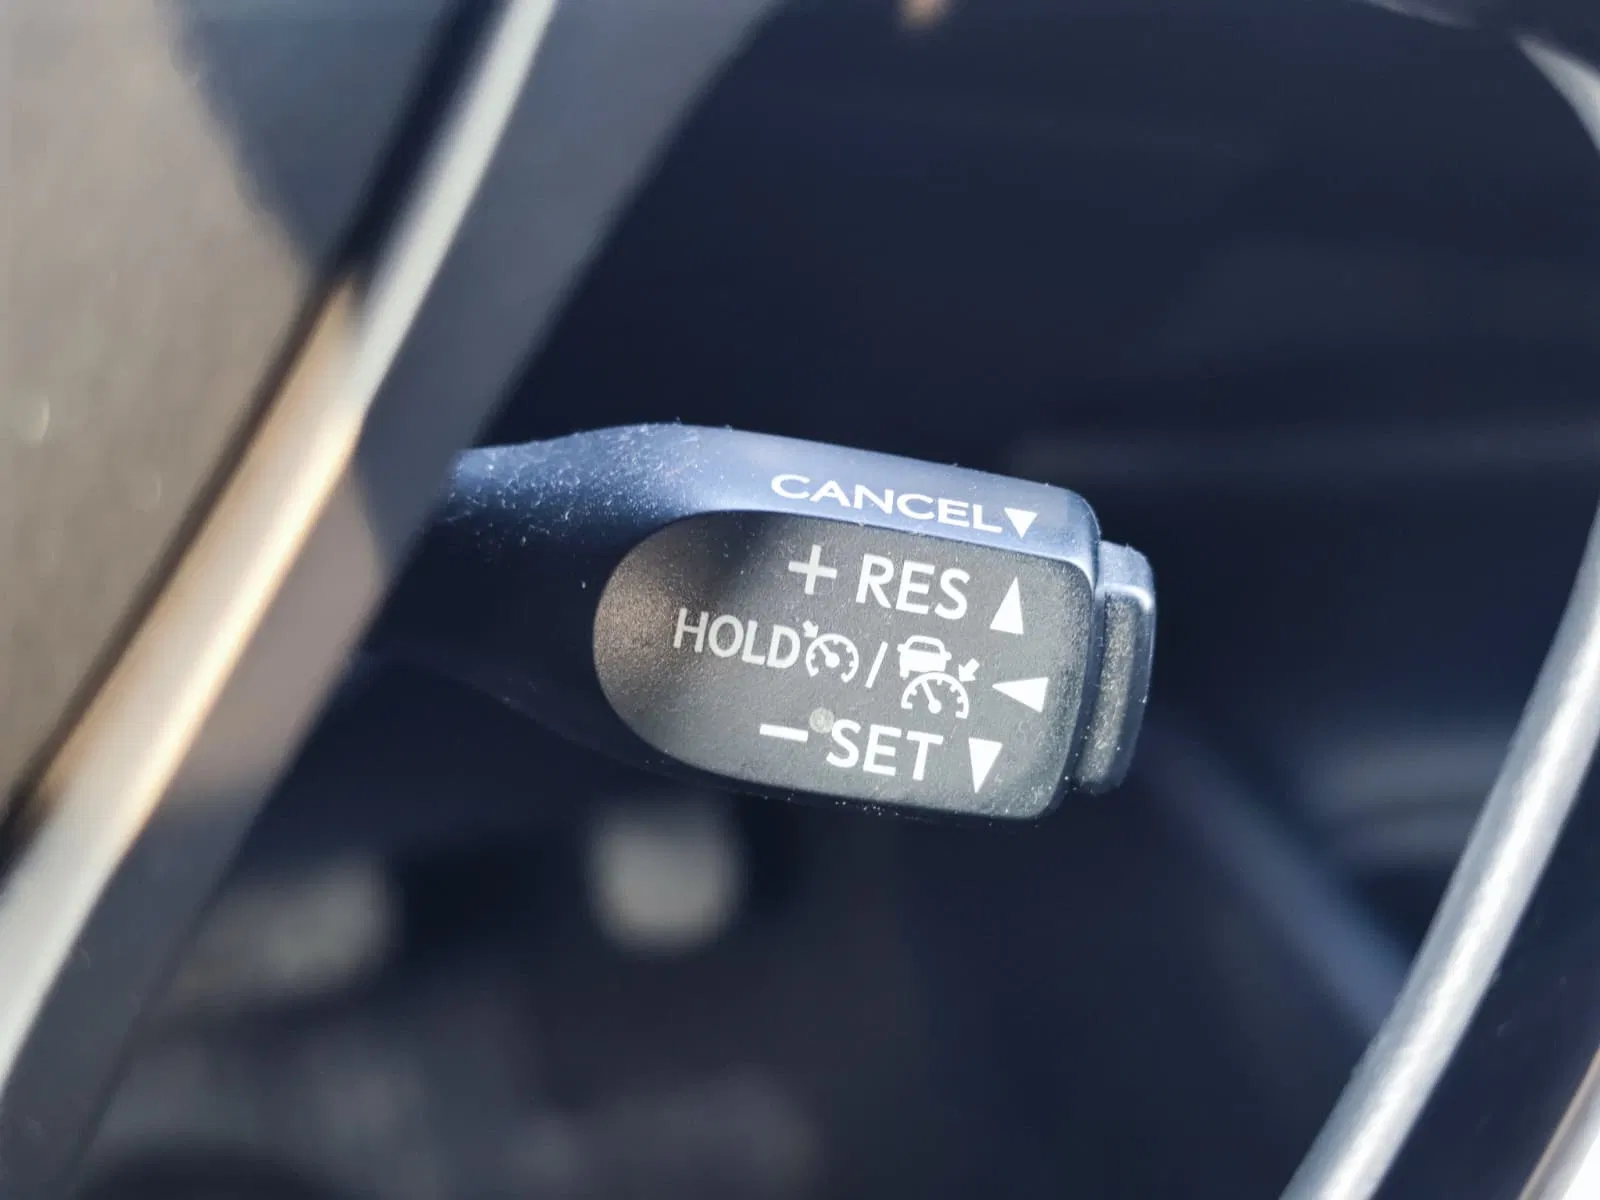 CANCEL▼
+ RES ▲
HOLD / ◀
− SET ▼